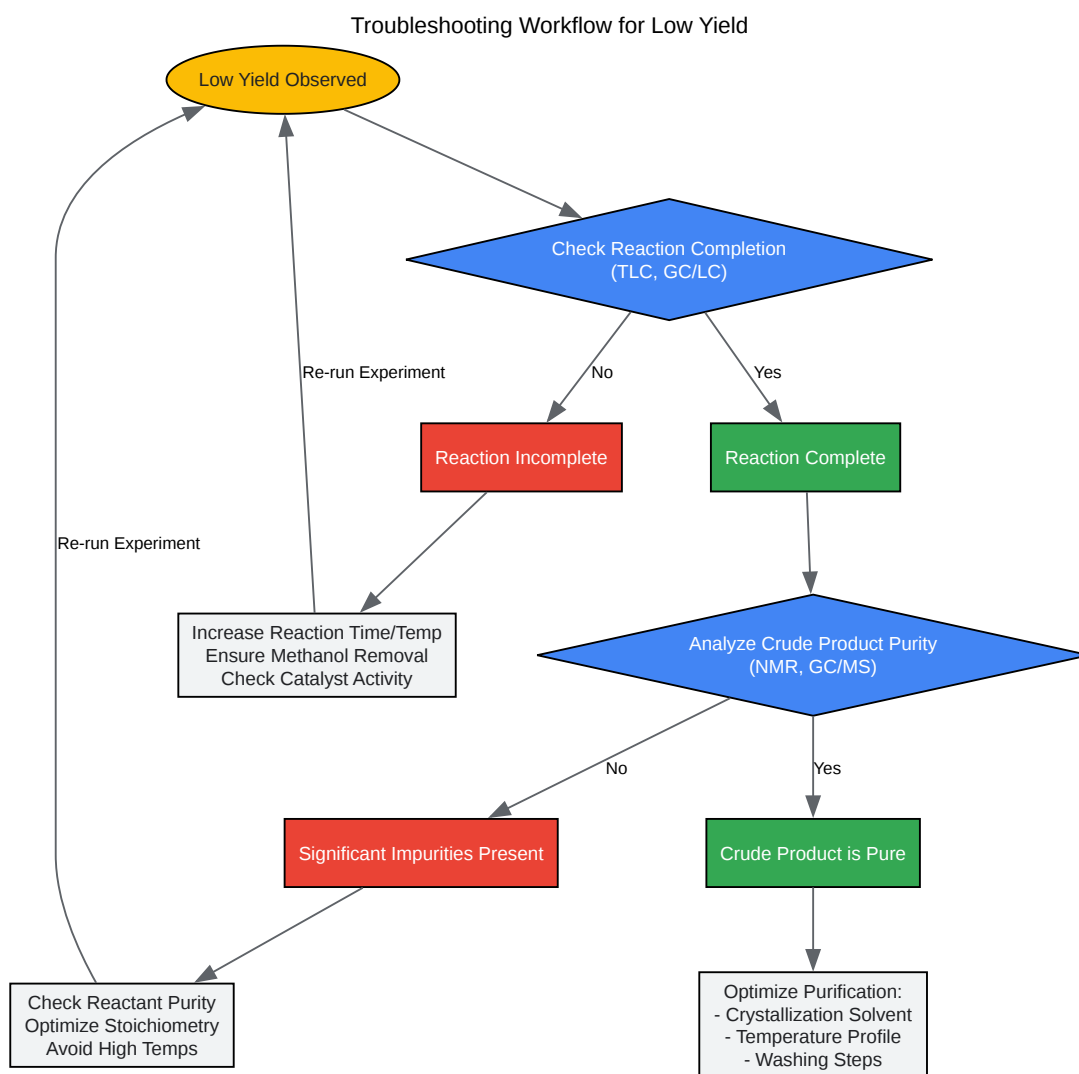 Troubleshooting Workflow for Low Yield
Low Yield Observed
Check Reaction Completion
(TLC, GC/LC)
Re-run Experiment
No
Yes
Reaction Incomplete
Reaction Complete
Re-run Experiment
Increase Reaction Time/Temp
Ensure Methanol Removal
Check Catalyst Activity
Analyze Crude Product Purity
(NMR, GC/MS)
No
Yes
Significant Impurities Present
Crude Product is Pure
Check Reactant Purity
Optimize Stoichiometry
Avoid High Temps
Optimize Purification:
- Crystallization Solvent
- Temperature Profile
- Washing Steps